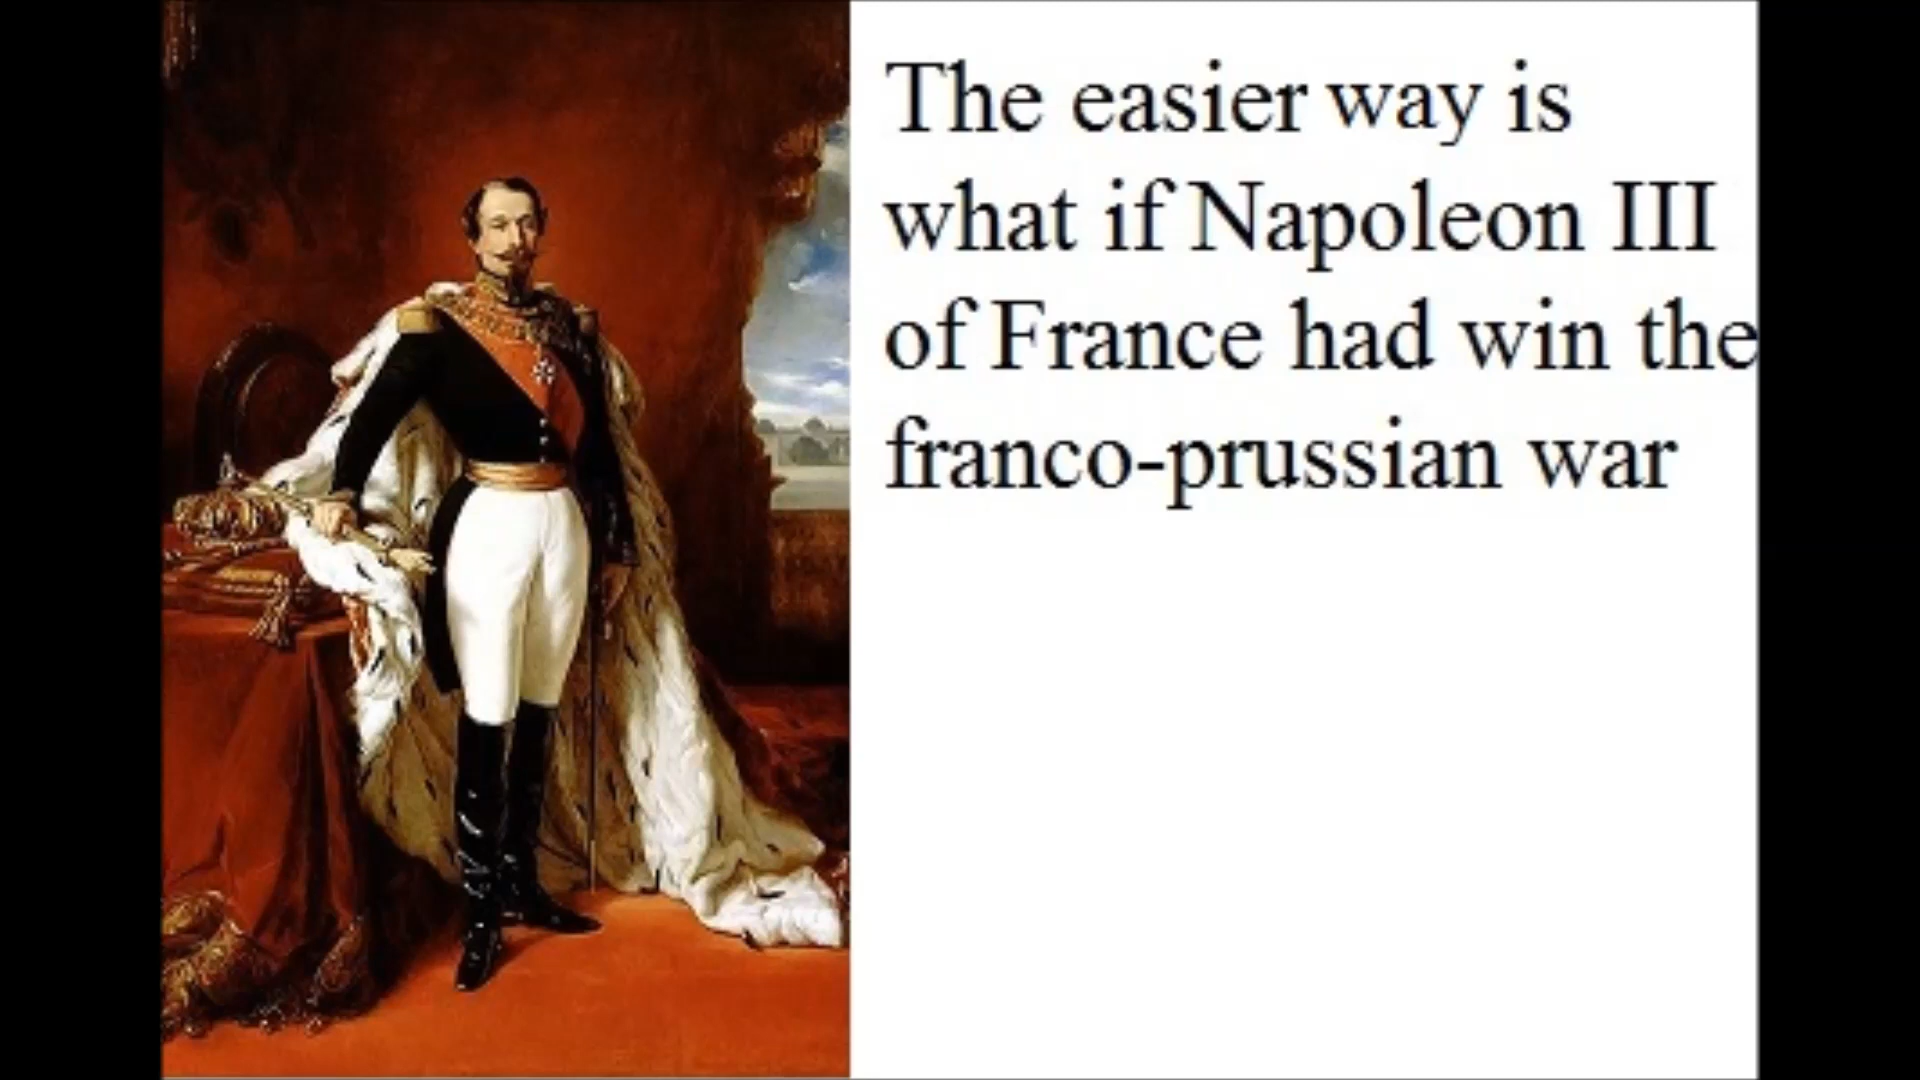 The easier way is
what if Napoleon III
of France had win the
franco-prussian war